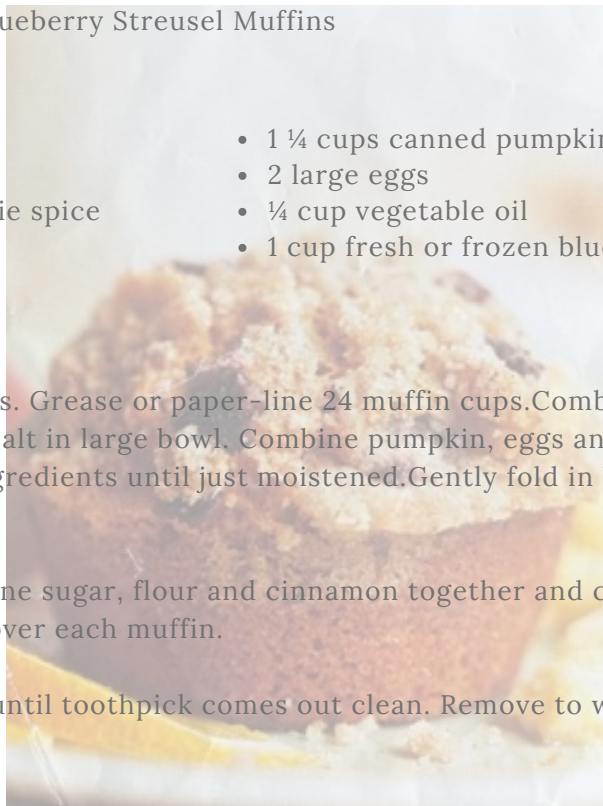 ueberry Streusel Muffins
• 1 ¼ cups canned pumpkin
• 2 large eggs
ie spice
• ¼ cup vegetable oil
• 1 cup fresh or frozen blu
s. Grease or paper-line 24 muffin cups.Comb
alt in large bowl. Combine pumpkin, eggs an
gredients until just moistened.Gently fold in
ne sugar, flour and cinnamon together and c
ver each muffin.
until toothpick comes out clean. Remove to w